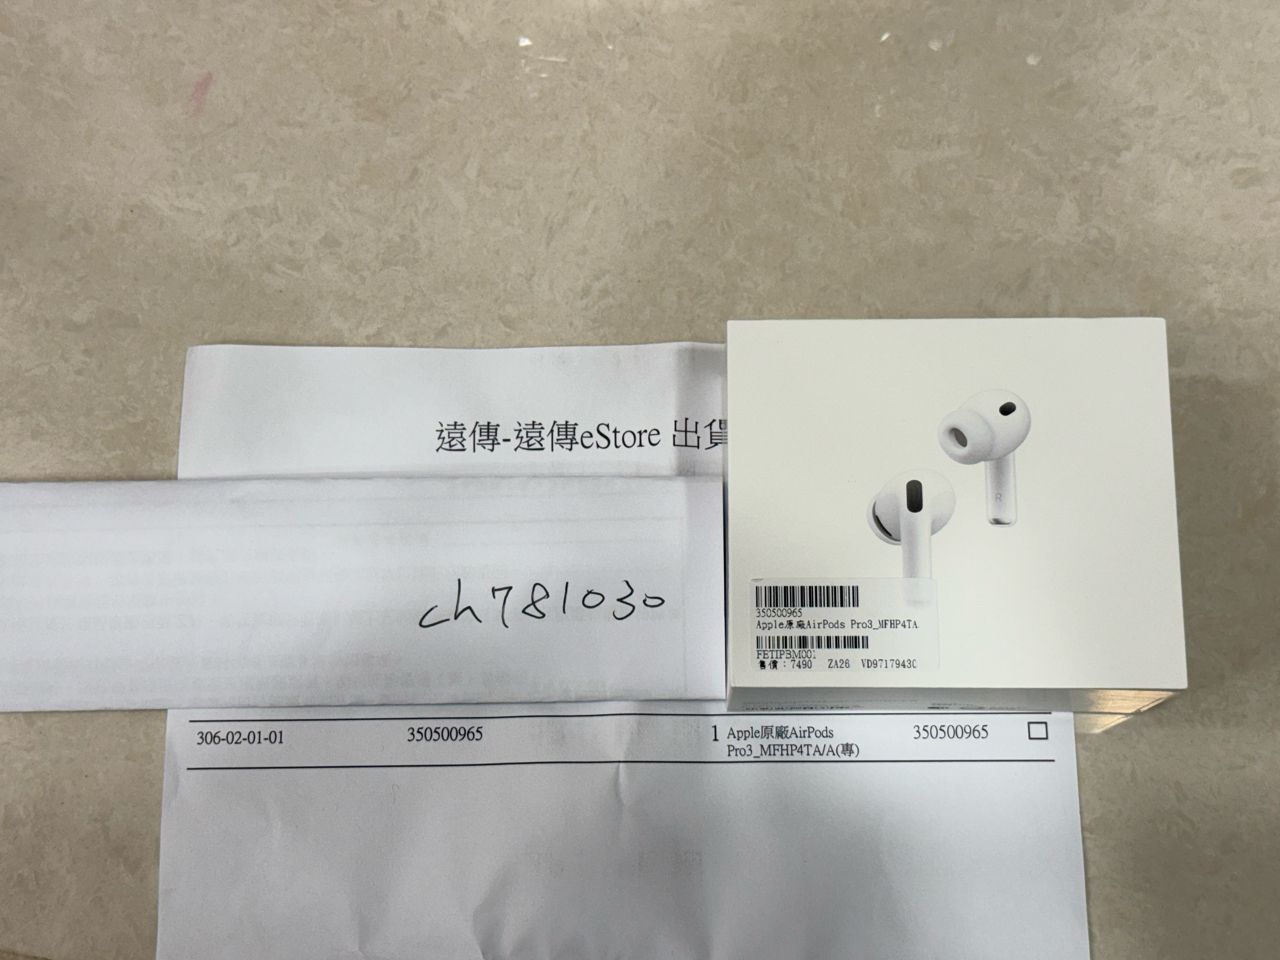 遠傳-遠傳eStore 出貨
ch781030
R
350500965
Apple原廠AirPods Pro3_MFHP4TA
FETIPBM001
售價：7490 ZA26 VD9717943C
306-02-01-01 350500965 1 Apple原廠AirPods 350500965
Pro3_MFHP4TA/A(專)